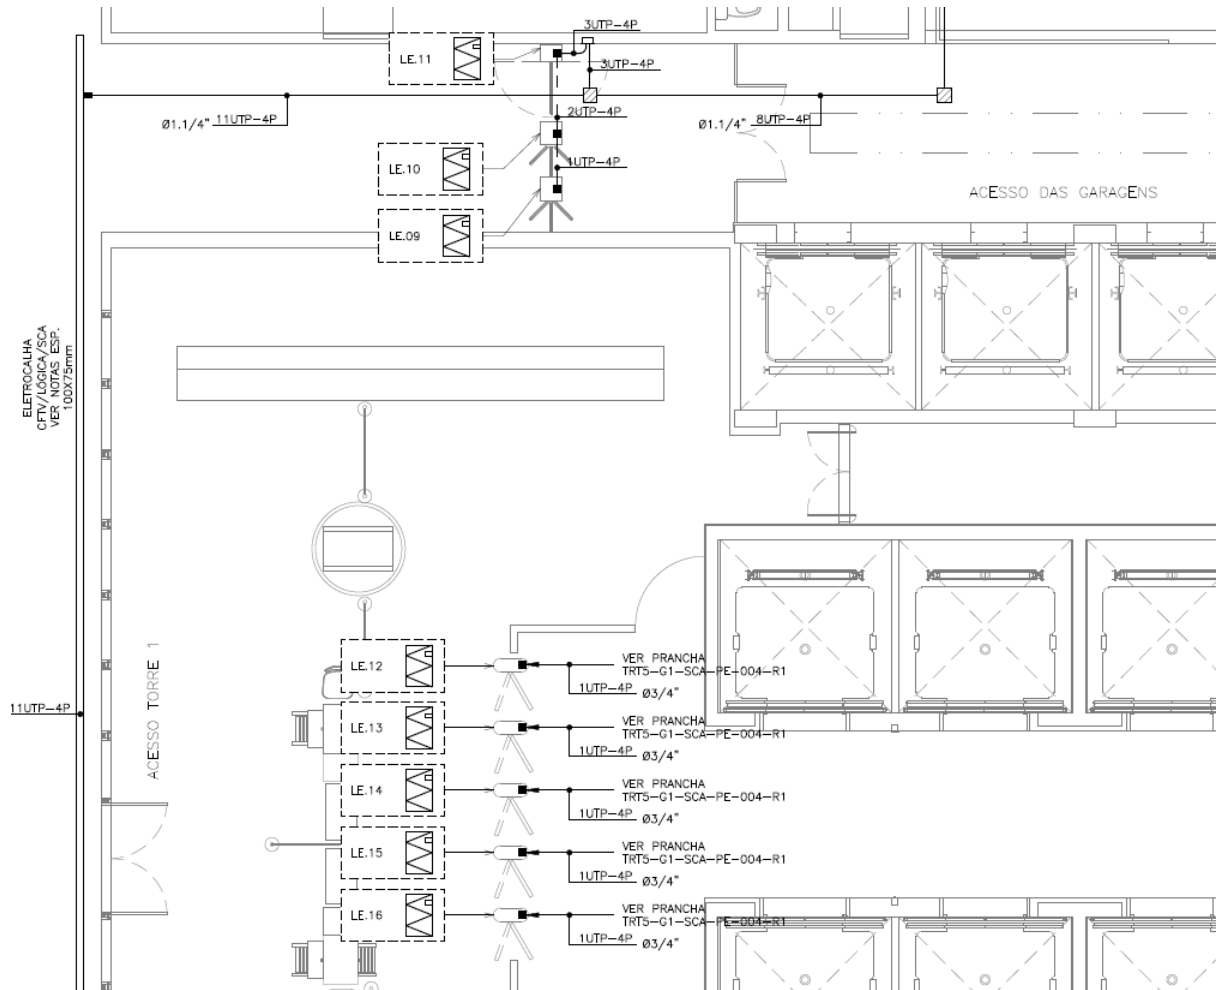 3UTP-4P
LE.11
3UTP-4P
Ø1.1/4" 11UTP-4P
2UTP-4P
Ø1.1/4" 8UTP-4P
LE.10
1UTP-4P
ACESSO DAS GARAGENS
LE.09
ELETROCALHA
CFTV/LÓGICA/SCA
VER NOTAS ESP.
100X75mm
ACESSO TORRE 1
11UTP-4P
LE.12
VER PRANCHA
TRT5-G1-SCA-PE-004-R1
1UTP-4P Ø3/4"
LE.13
VER PRANCHA
TRT5-G1-SCA-PE-004-R1
1UTP-4P Ø3/4"
LE.14
VER PRANCHA
TRT5-G1-SCA-PE-004-R1
1UTP-4P Ø3/4"
LE.15
VER PRANCHA
TRT5-G1-SCA-PE-004-R1
1UTP-4P Ø3/4"
LE.16
VER PRANCHA
TRT5-G1-SCA-PE-004-R1
1UTP-4P Ø3/4"